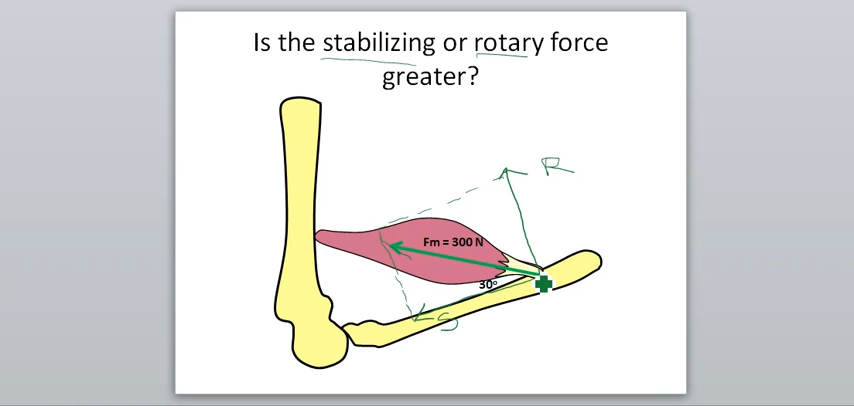 Is the stabilizing or rotary force
greater?
R
Fm = 300 N
30°
S